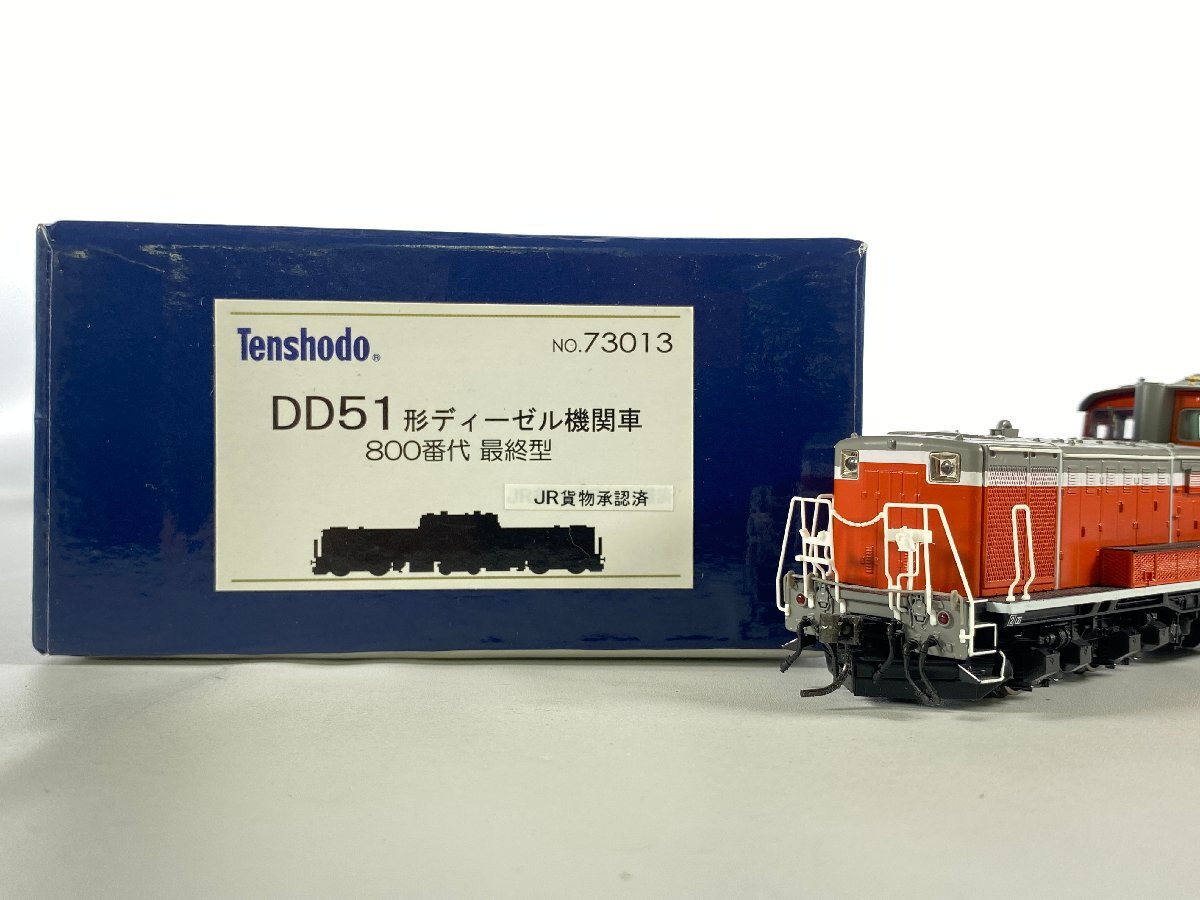 Tenshodo®
NO.73013
DD51形ディーゼル機関車
800番代 最終型
JR貨物承認済